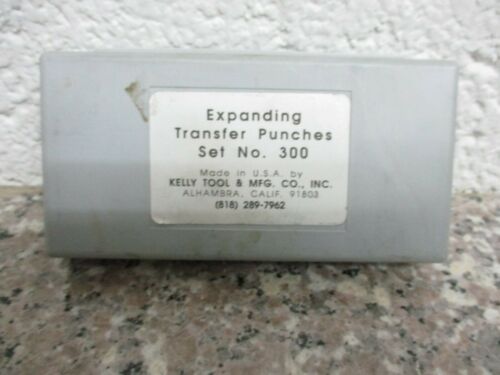 Expanding
Transfer Punches
Set No. 300
Made in U.S.A. by
KELLY TOOL & MFG. CO., INC.
ALHAMBRA, CALIF. 91803
(818) 289-7962